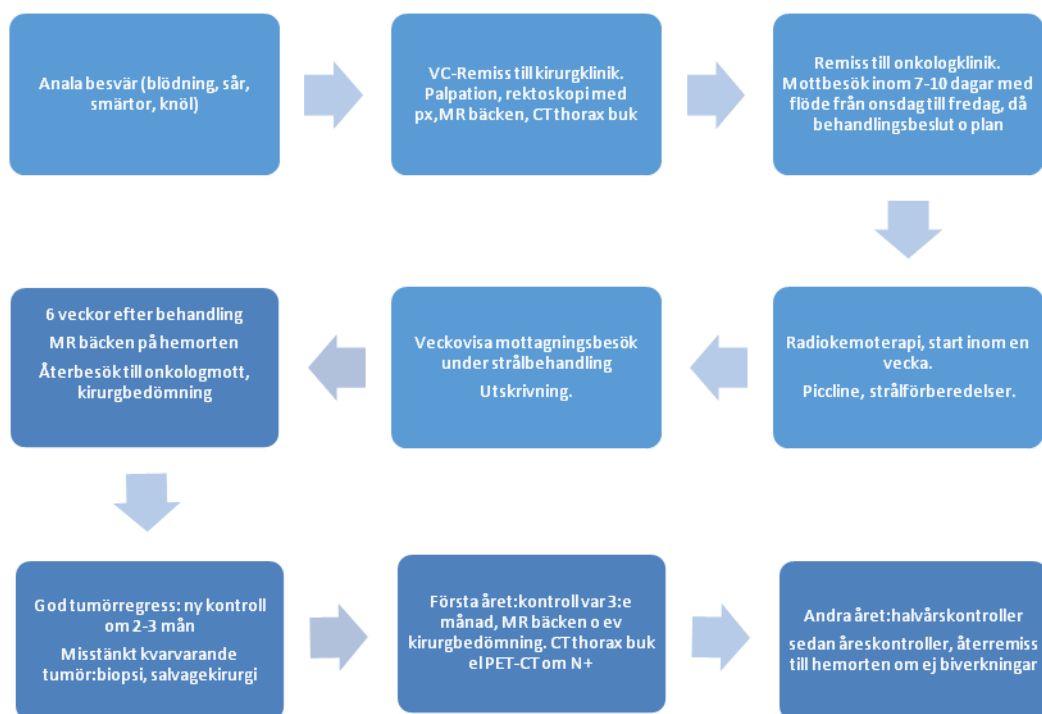 Anala besvär (blödning, sår,
smärtor, knöl)
VC-Remiss till kirurgklinik.
Palpation, rektoskopi med
px,MR bäcken, CT thorax buk
Remiss till onkologklinik.
Mottbesök inom 7-10 dagar med
flöde från onsdag till fredag, då
behandlingsbeslut o plan
Radiokemoterapi, start inom en
vecka.
Piccline, strålförberedelser.
Veckovisa mottagningsbesök
under strålbehandling
Utskrivning.
6 veckor efter behandling
MR bäcken på hemorten
Återbesök till onkologmott,
kirurgbedömning
God tumörregress: ny kontroll
om 2-3 mån
Misstänkt kvarvarande
tumör:biopsi, salvagekirurgi
Första året:kontroll var 3:e
månad, MR bäcken o ev
kirurgbedömning. CT thorax buk
el PET-CT om N+
Andra året:halvårskontroller
sedan åreskontroller, återremiss
till hemorten om ej biverkningar